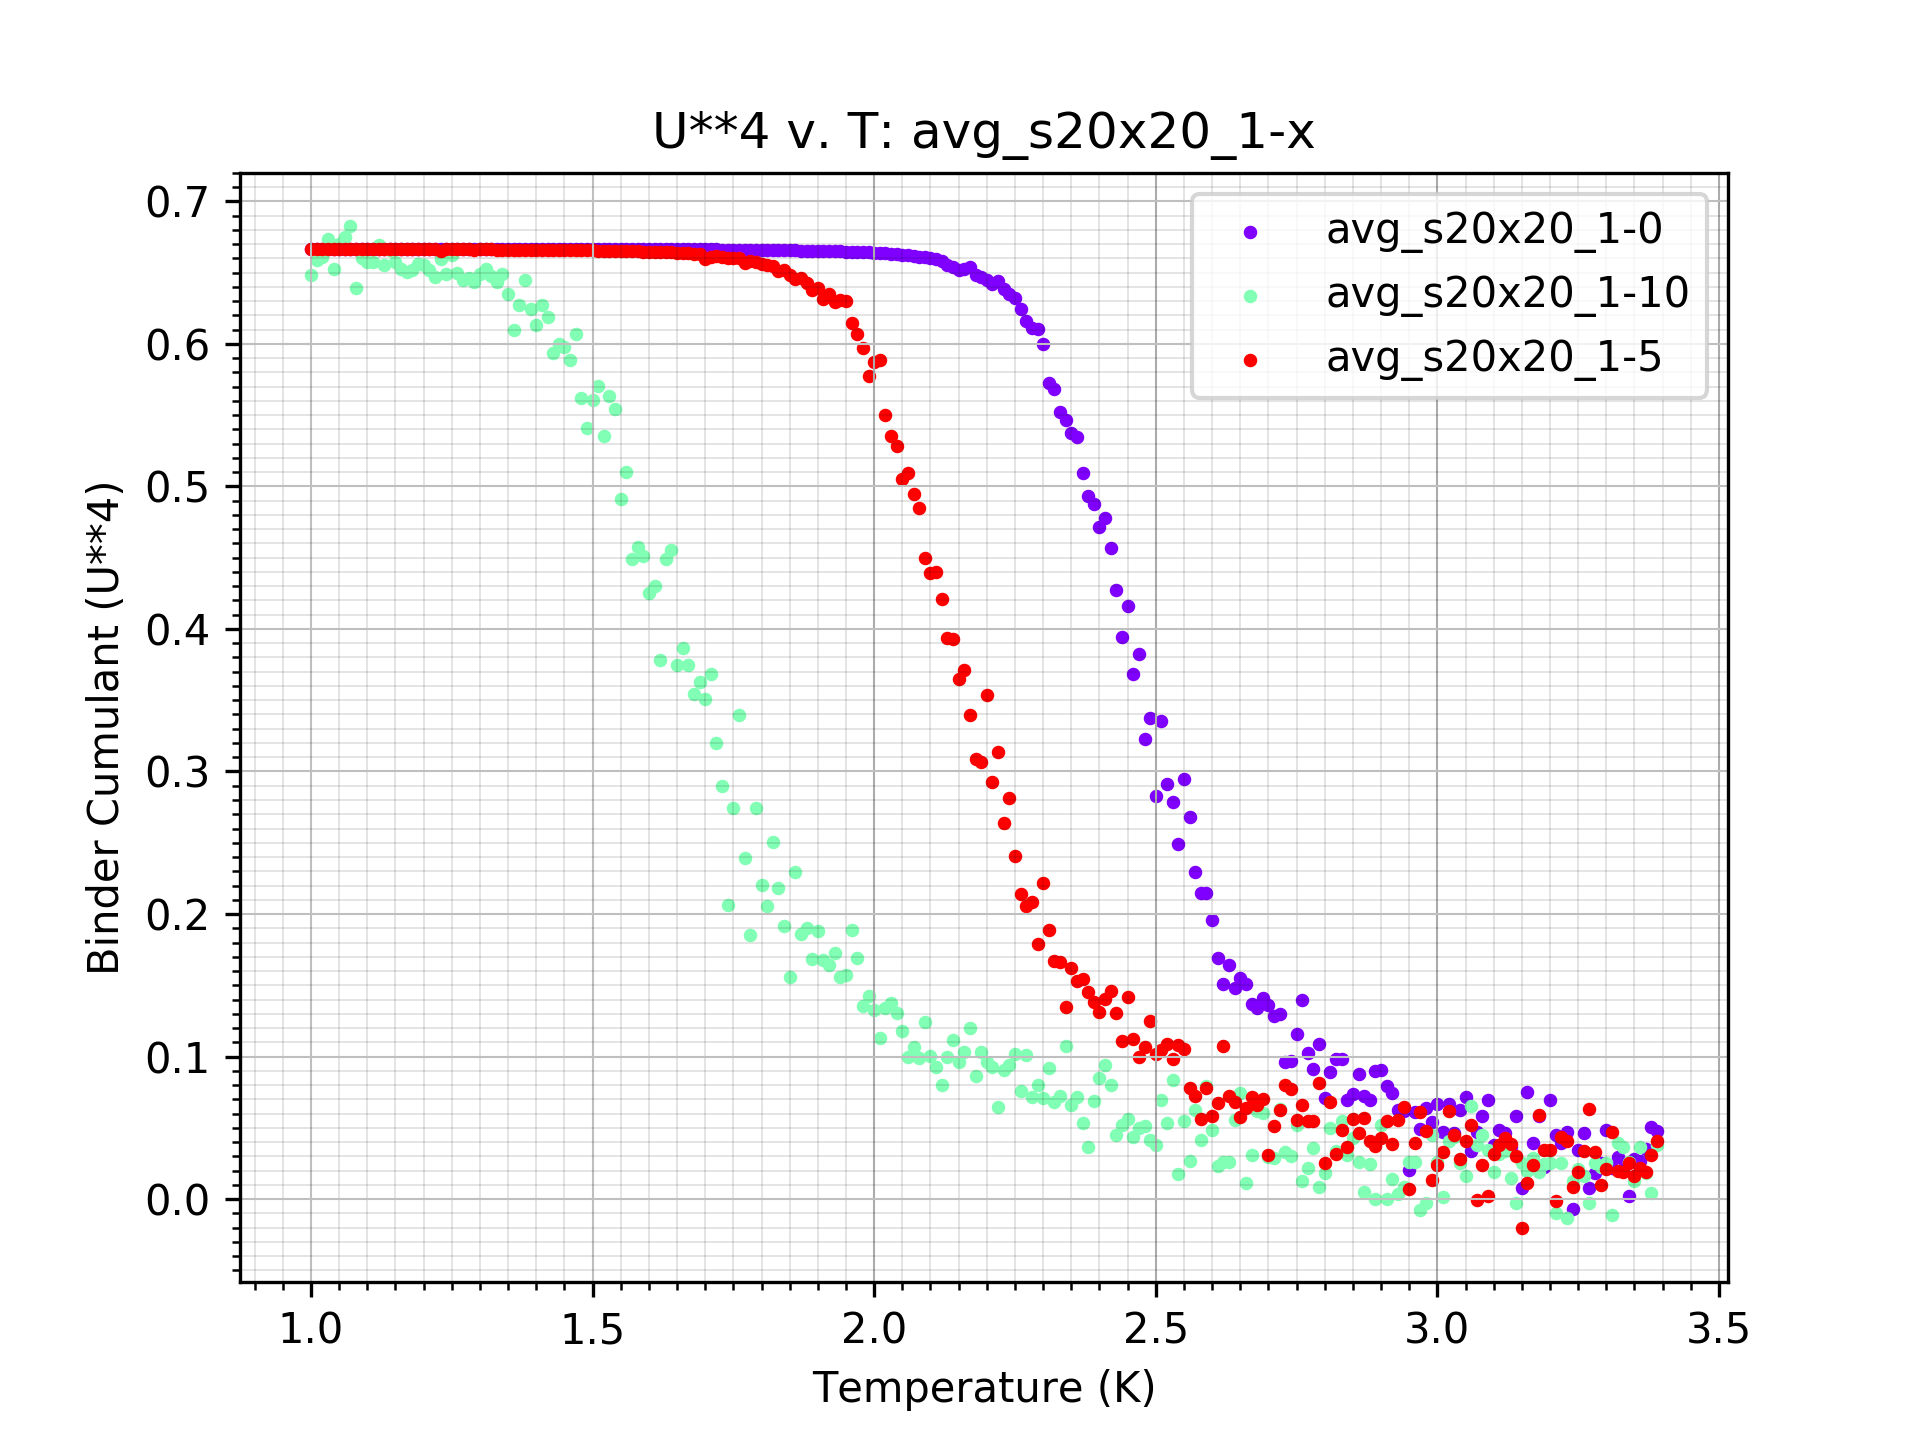 U**4 v. T: avg_s20x20_1-x
avg_s20x20_1-0
avg_s20x20_1-10
avg_s20x20_1-5
Binder Cumulant (U**4)
0.7
0.6
0.5
0.4
0.3
0.2
0.1
0.0
1.0 1.5 2.0 2.5 3.0 3.5
Temperature (K)